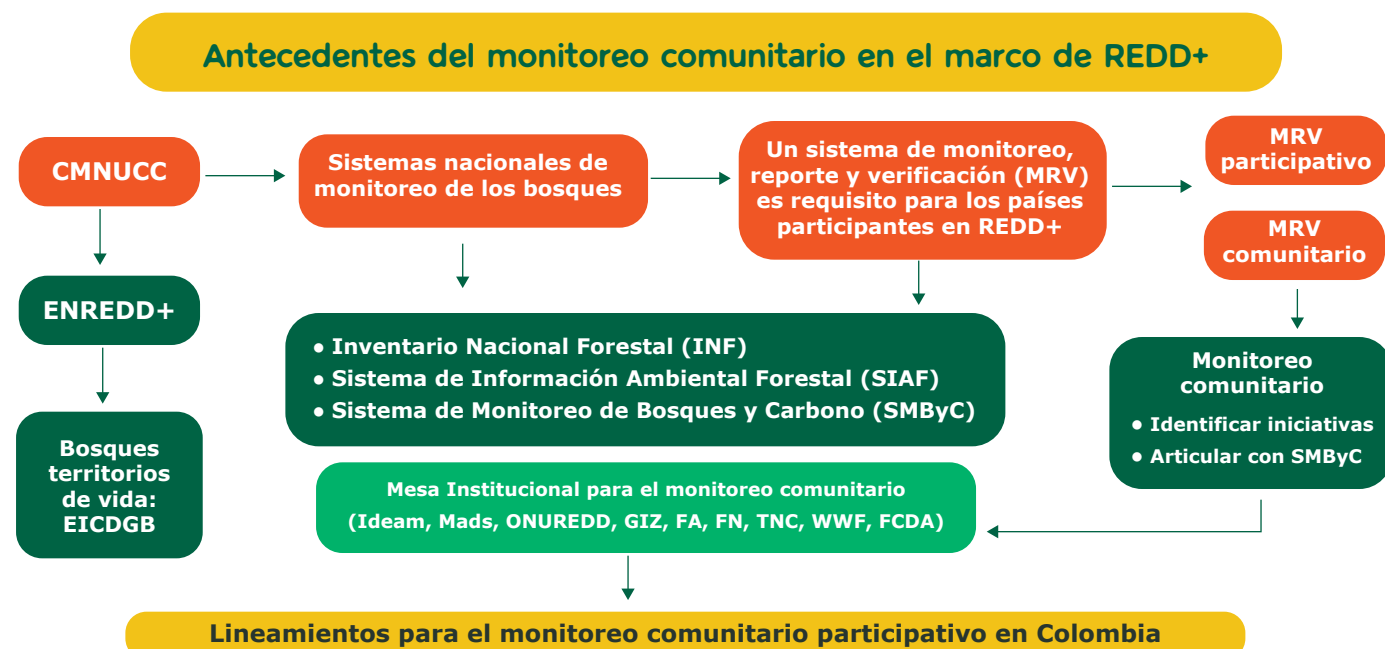 Antecedentes del monitoreo comunitario en el marco de REDD+
CMNUCC
Sistemas nacionales de
monitoreo de los bosques
Un sistema de monitoreo,
reporte y verificación (MRV)
es requisito para los países
participantes en REDD+
MRV
participativo
MRV
comunitario
ENREDD+
● Inventario Nacional Forestal (INF)
● Sistema de Información Ambiental Forestal (SIAF)
● Sistema de Monitoreo de Bosques y Carbono (SMByC)
Monitoreo
comunitario
● Identificar iniciativas
● Articular con SMByC
Bosques
territorios
de vida:
EICDGB
Mesa Institucional para el monitoreo comunitario
(Ideam, Mads, ONUREDD, GIZ, FA, FN, TNC, WWF, FCDA)
Lineamientos para el monitoreo comunitario participativo en Colombia